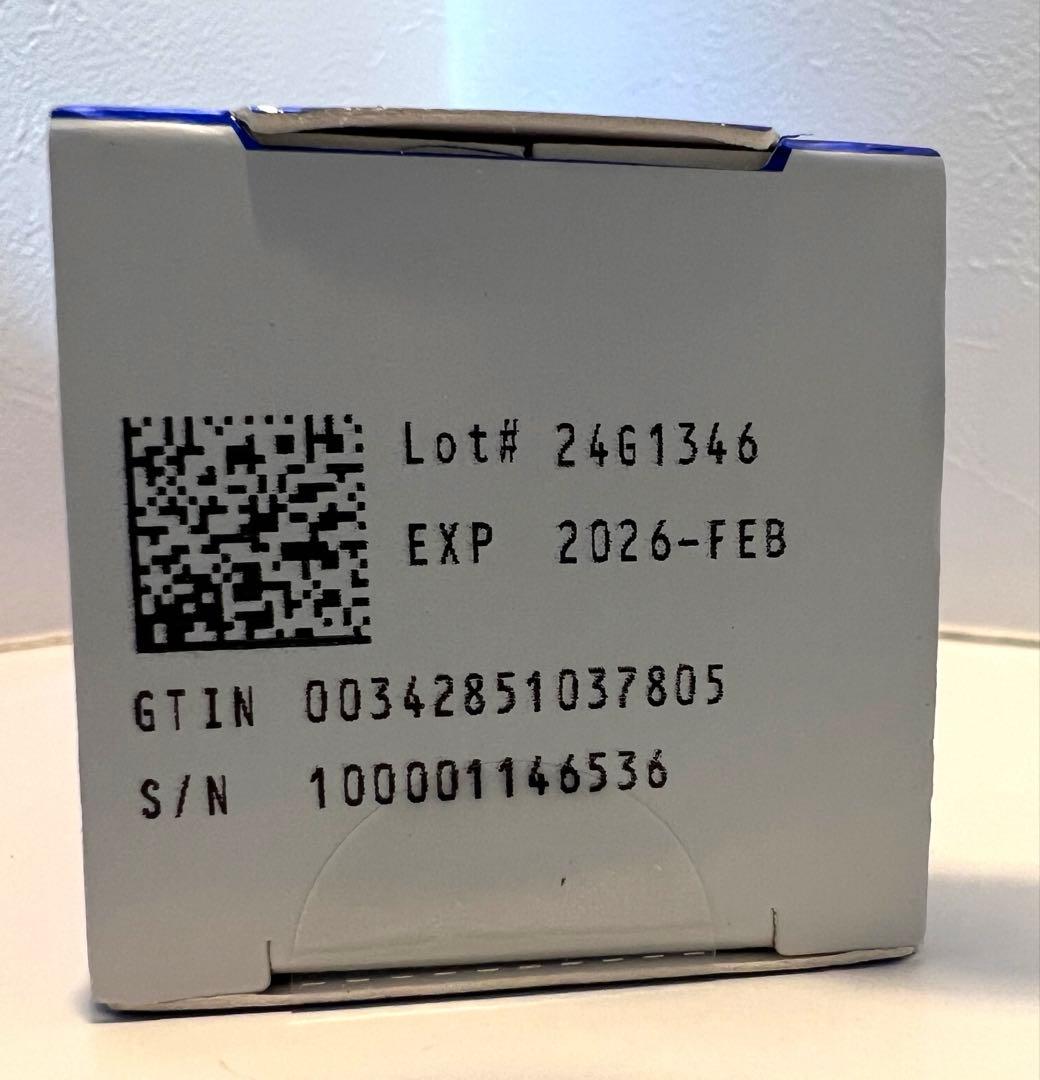 Lot# 24G1346
EXP 2026-FEB
GTIN 00342851037805
S/N 100001146536